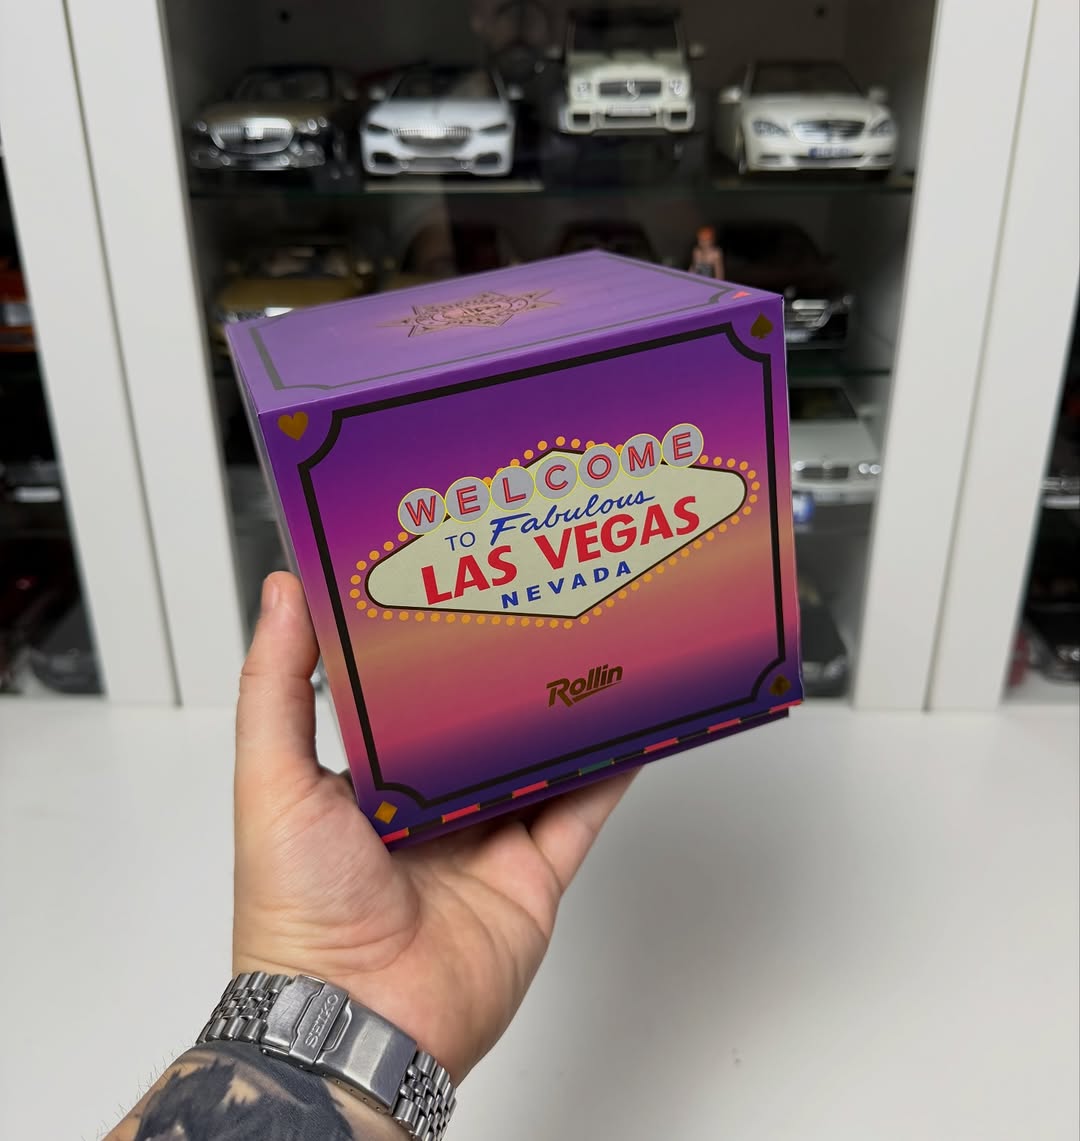 WELCOME
TO Fabulous
LAS VEGAS
NEVADA
Rollin
SEIKO